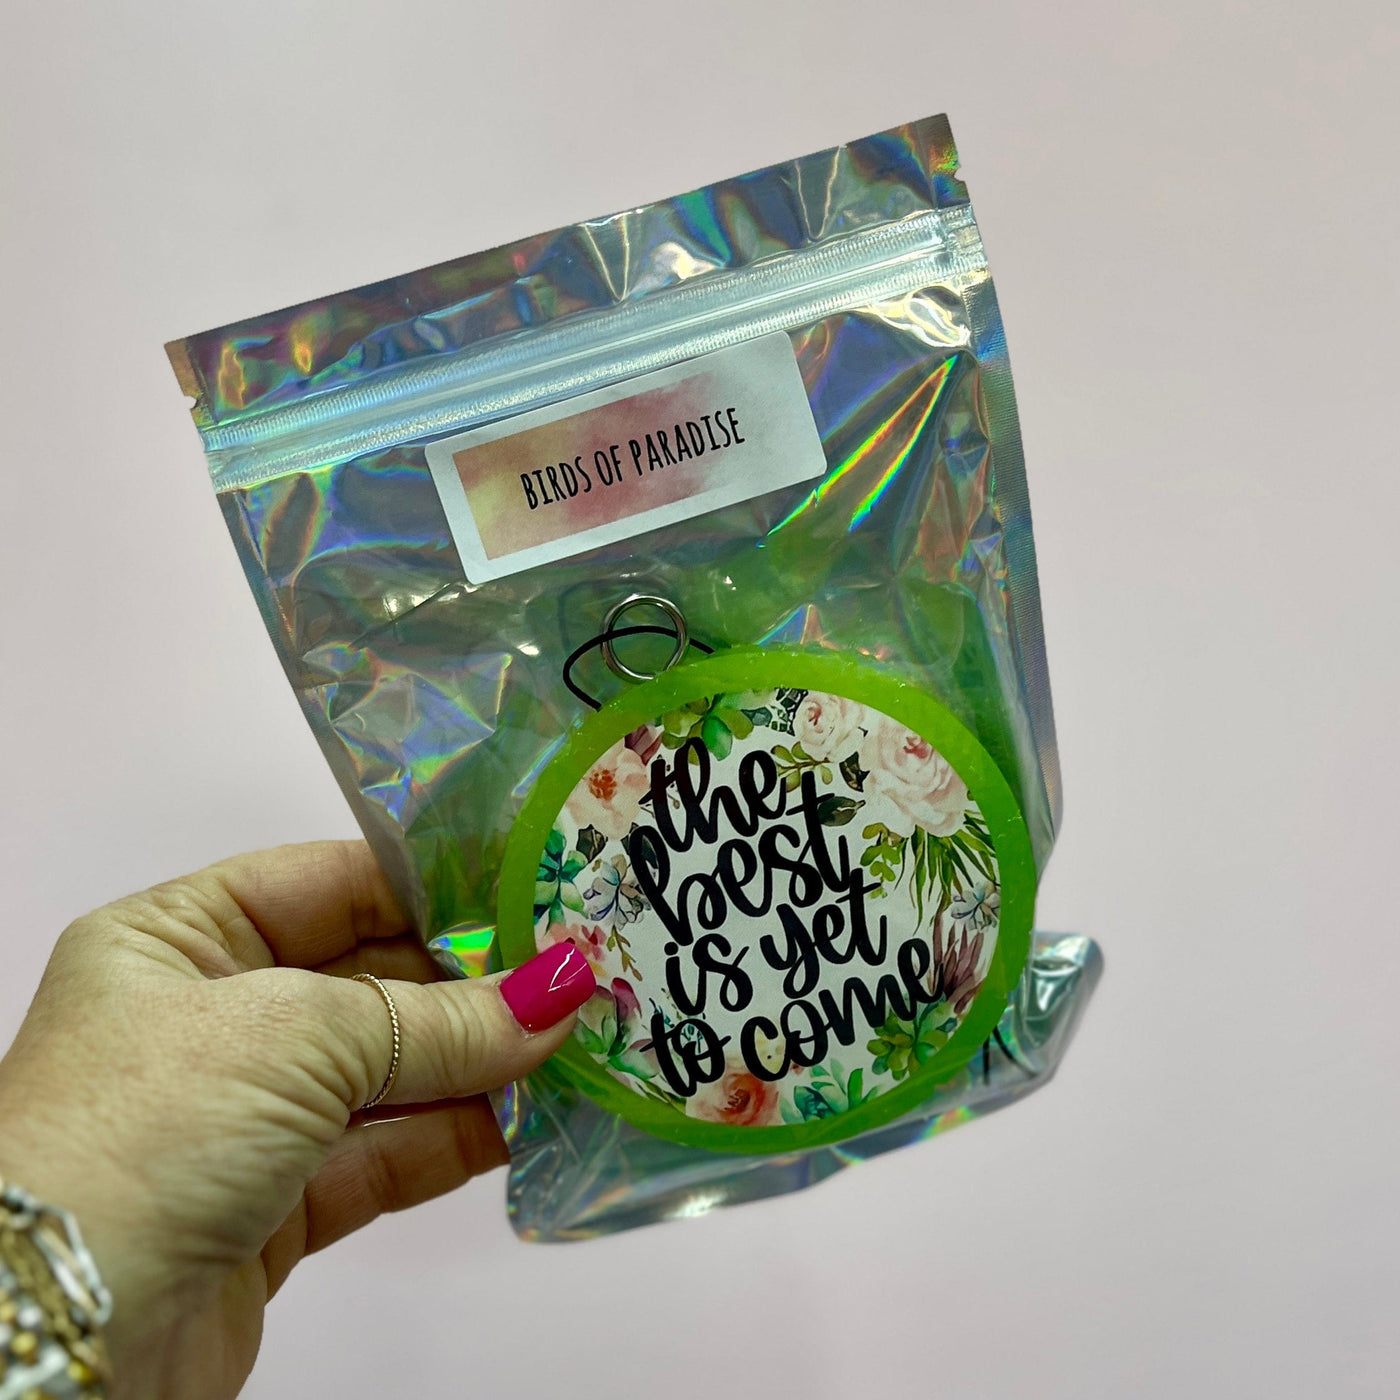 BIRDS OF PARADISE
the
best
is yet
to come